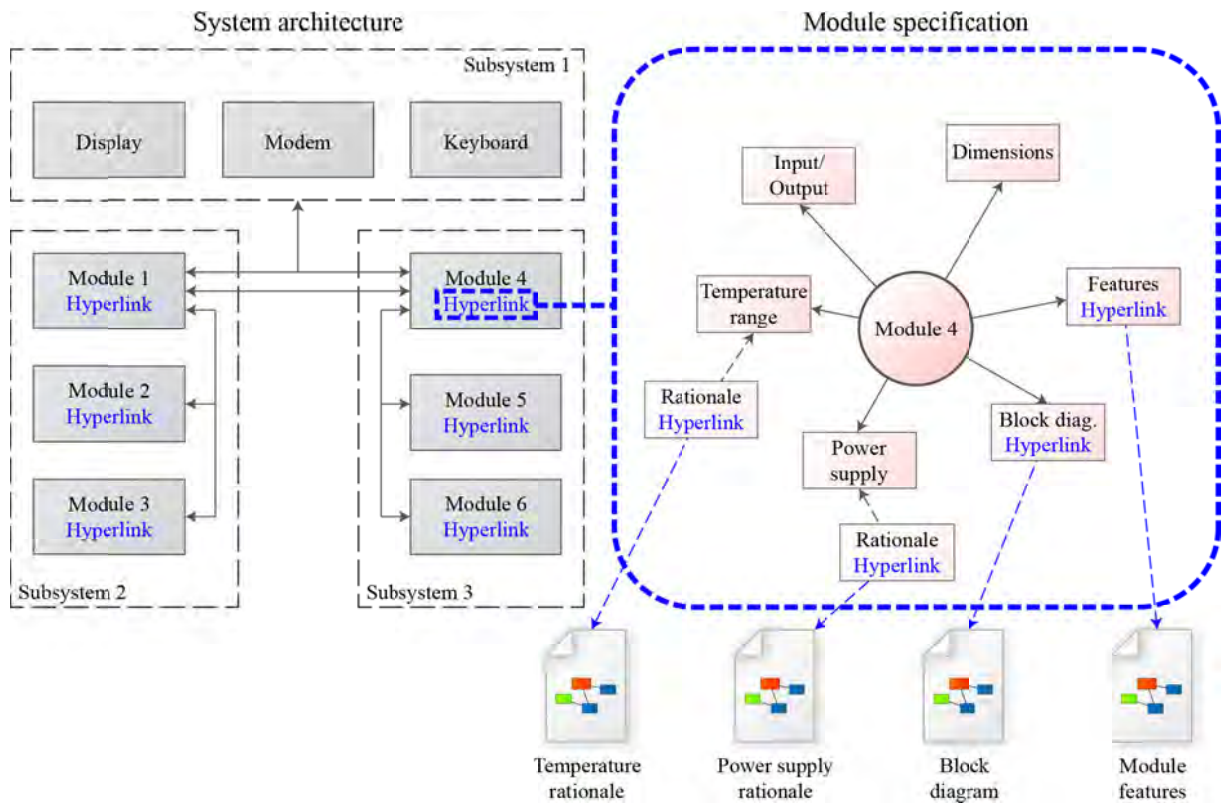 System architecture
Module specification
Subsystem 1
Display
Modem
Keyboard
Module 1
Hyperlink
Module 2
Hyperlink
Module 3
Hyperlink
Subsystem 2
Module 4
Hyperlink
Module 5
Hyperlink
Module 6
Hyperlink
Subsystem 3
Input/
Output
Dimensions
Temperature
range
Module 4
Features
Hyperlink
Rationale
Hyperlink
Block diag.
Hyperlink
Power
supply
Rationale
Hyperlink
Temperature
rationale
Power supply
rationale
Block
diagram
Module
features